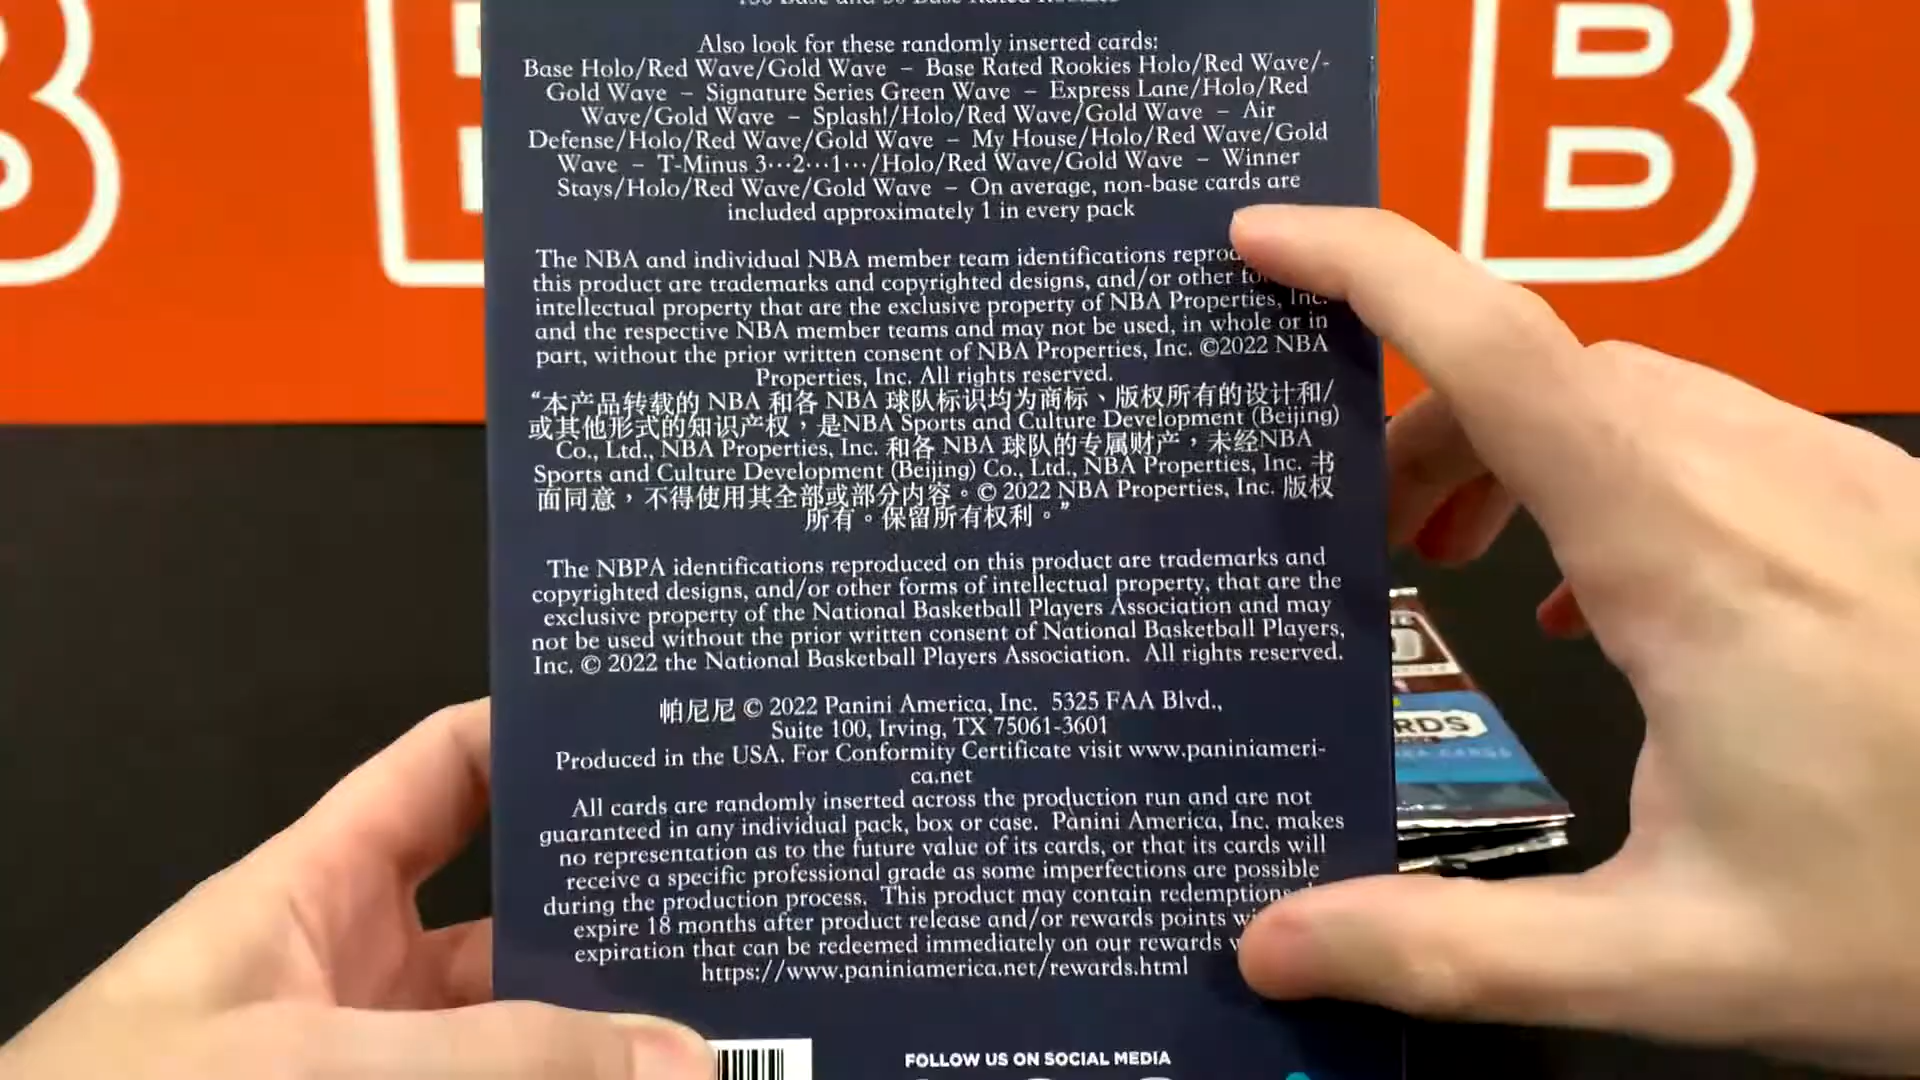 150 Base and 50 Base Rated Rookies
Also look for these randomly inserted cards:
Base Holo/Red Wave/Gold Wave – Base Rated Rookies Holo/Red Wave/-
Gold Wave – Signature Series Green Wave – Express Lane/Holo/Red
Wave/Gold Wave – Splash!/Holo/Red Wave/Gold Wave – Air
Defense/Holo/Red Wave/Gold Wave – My House/Holo/Red Wave/Gold
Wave – T-Minus 3…2…1…/Holo/Red Wave/Gold Wave – Winner
Stays/Holo/Red Wave/Gold Wave – On average, non-base cards are
included approximately 1 in every pack
The NBA and individual NBA member team identifications
this product are trademarks and copyrighted designs, and/or other
intellectual property that are the exclusive property of NBA Properties, Inc.
and the respective NBA member teams and may not be used, in whole or in
part, without the prior written consent of NBA Properties, Inc. ©2022 NBA
Properties, Inc. All rights reserved.
“本产品转载的 NBA 和各 NBA 球队标识均为商标、版权所有的设计和/
或其他形式的知识产权，是NBA Sports and Culture Development (Beijing)
Co., Ltd., NBA Properties, Inc. 和各 NBA 球队的专属财产，未经NBA
Sports and Culture Development (Beijing) Co., Ltd., NBA Properties, Inc. 书
面同意，不得使用其全部或部分内容。© 2022 NBA Properties, Inc. 版权
所有。保留所有权利。”
The NBPA identifications reproduced on this product are trademarks and
copyrighted designs, and/or other forms of intellectual property, that are the
exclusive property of the National Basketball Players Association and may
not be used without the prior written consent of National Basketball Players,
Inc. © 2022 the National Basketball Players Association. All rights reserved.
帕尼尼 © 2022 Panini America, Inc. 5325 FAA Blvd.,
Suite 100, Irving, TX 75061-3601
Produced in the USA. For Conformity Certificate visit www.paniniameri-
ca.net
All cards are randomly inserted across the production run and are not
guaranteed in any individual pack, box or case. Panini America, Inc. makes
no representation as to the future value of its cards, or that its cards will
receive a specific professional grade as some imperfections are possible
during the production process. This product may contain redemptions
expire 18 months after product release and/or rewards points
expiration that can be redeemed immediately on our rewards
https://www.paniniamerica.net/rewards.html
FOLLOW US ON SOCIAL MEDIA
B
B
B